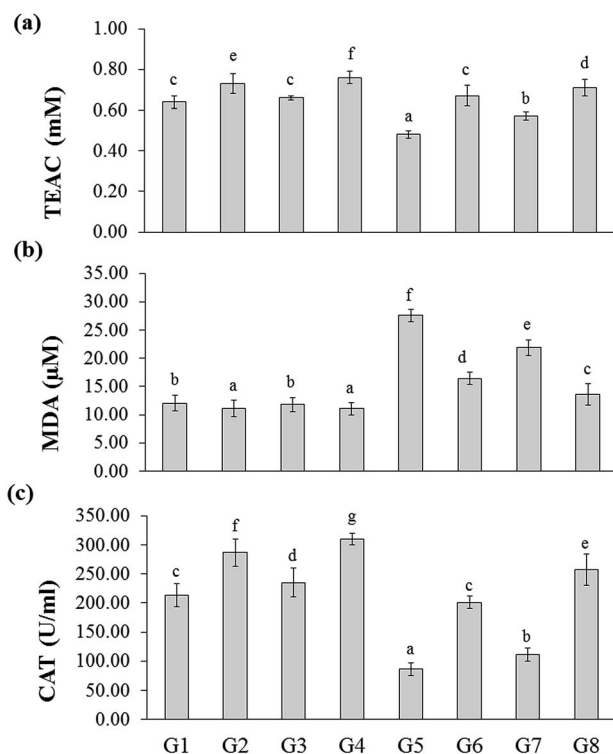 (a)
TEAC (mM)
1.00
0.80
0.60
0.40
0.20
0.00
c e c f a c b d
(b)
MDA (µM)
35.00
30.00
25.00
20.00
15.00
10.00
5.00
0.00
b a b a f d e c
(c)
CAT (U/ml)
350.00
300.00
250.00
200.00
150.00
100.00
50.00
0.00
c f d g a c b e
G1 G2 G3 G4 G5 G6 G7 G8